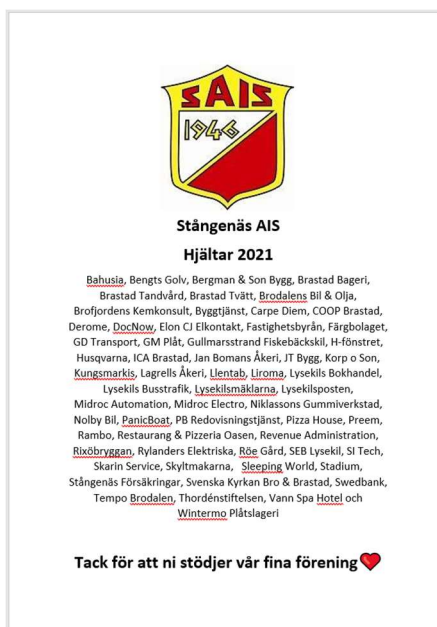 SAIS
1946
Stångenäs AIS
Hjältar 2021
Bahusia, Bengts Golv, Bergman & Son Bygg, Brastad Bageri,
Brastad Tandvård, Brastad Tvätt, Brodalens Bil & Olja,
Brofjordens Kemkonsult, Byggtjänst, Carpe Diem, COOP Brastad,
Derome, DocNow, Elon CJ Elkontakt, Fastighetsbyrån, Färgbolaget,
GD Transport, GM Plåt, Gullmarsstrand Fiskebäckskil, H-fönstret,
Husqvarna, ICA Brastad, Jan Bomans Åkeri, JT Bygg, Korp o Son,
Kungsmarkis, Lagrells Åkeri, Llentab, Liroma, Lysekils Bokhandel,
Lysekils Busstrafik, Lysekilsmäklarna, Lysekilsposten,
Midroc Automation, Midroc Electro, Niklassons Gummiverkstad,
Nolby Bil, PanicBoat, PB Redovisningstjänst, Pizza House, Preem,
Rambo, Restaurang & Pizzeria Oasen, Revenue Administration,
Rixöbryggan, Rylanders Elektriska, Röe Gård, SEB Lysekil, SI Tech,
Skarin Service, Skyltmakarna, Sleeping World, Stadium,
Stångenäs Försäkringar, Svenska Kyrkan Bro & Brastad, Swedbank,
Tempo Brodalen, Thordénstiftelsen, Vann Spa Hotel och
Wintermo Plåtslageri
Tack för att ni stödjer vår fina förening❤